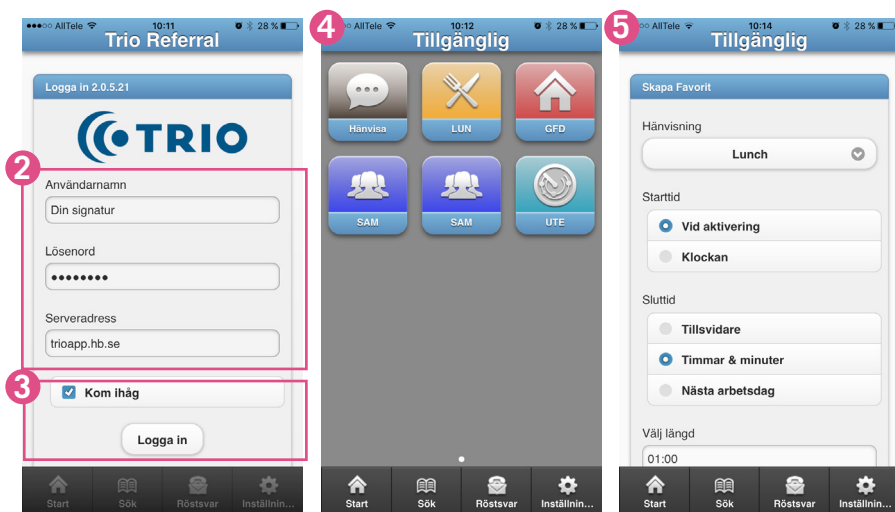 AllTele 10:11 28 %
Trio Referral
Logga in 2.0.5.21
TRIO
2
Användarnamn
Din signatur
Lösenord
Serveradress
trioapp.hb.se
3
Kom ihåg
Logga in
Start Sök Röstsvar Inställnin...
4
AllTele 10:12 28 %
Tillgänglig
Hänvisa LUN GFD
SAM SAM UTE
Start Sök Röstsvar Inställnin...
5
AllTele 10:14 28 %
Tillgänglig
Skapa Favorit
Hänvisning
Lunch
Starttid
Vid aktivering
Klockan
Sluttid
Tillsvidare
Timmar & minuter
Nästa arbetsdag
Välj längd
01:00
Start Sök Röstsvar Inställnin...